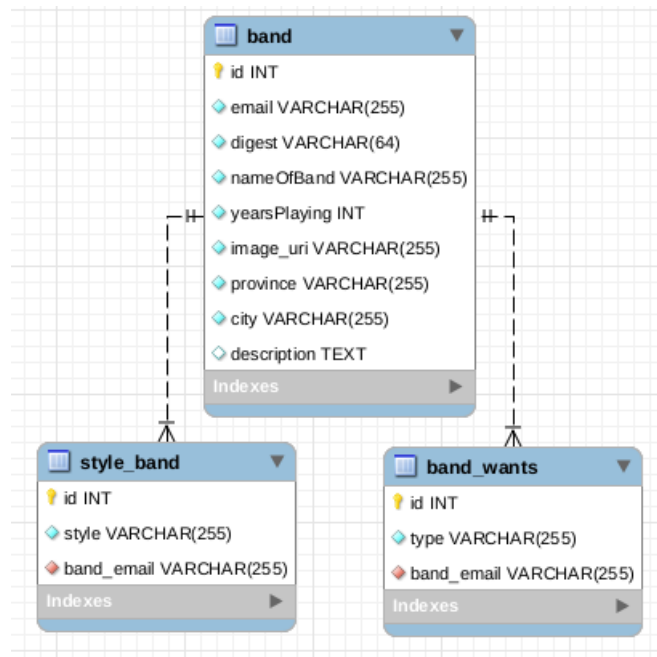 band
id INT
email VARCHAR(255)
digest VARCHAR(64)
nameOfBand VARCHAR(255)
yearsPlaying INT
image_uri VARCHAR(255)
province VARCHAR(255)
city VARCHAR(255)
description TEXT
Indexes
style_band
id INT
style VARCHAR(255)
band_email VARCHAR(255)
Indexes
band_wants
id INT
type VARCHAR(255)
band_email VARCHAR(255)
Indexes